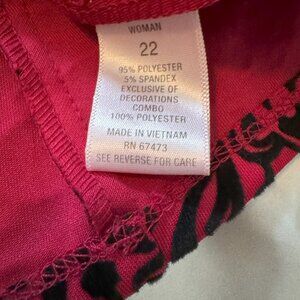 WOMAN
22
95% POLYESTER
5% SPANDEX
EXCLUSIVE OF
DECORATIONS
COMBO
100% POLYESTER
MADE IN VIETNAM
RN 67473
SEE REVERSE FOR CARE